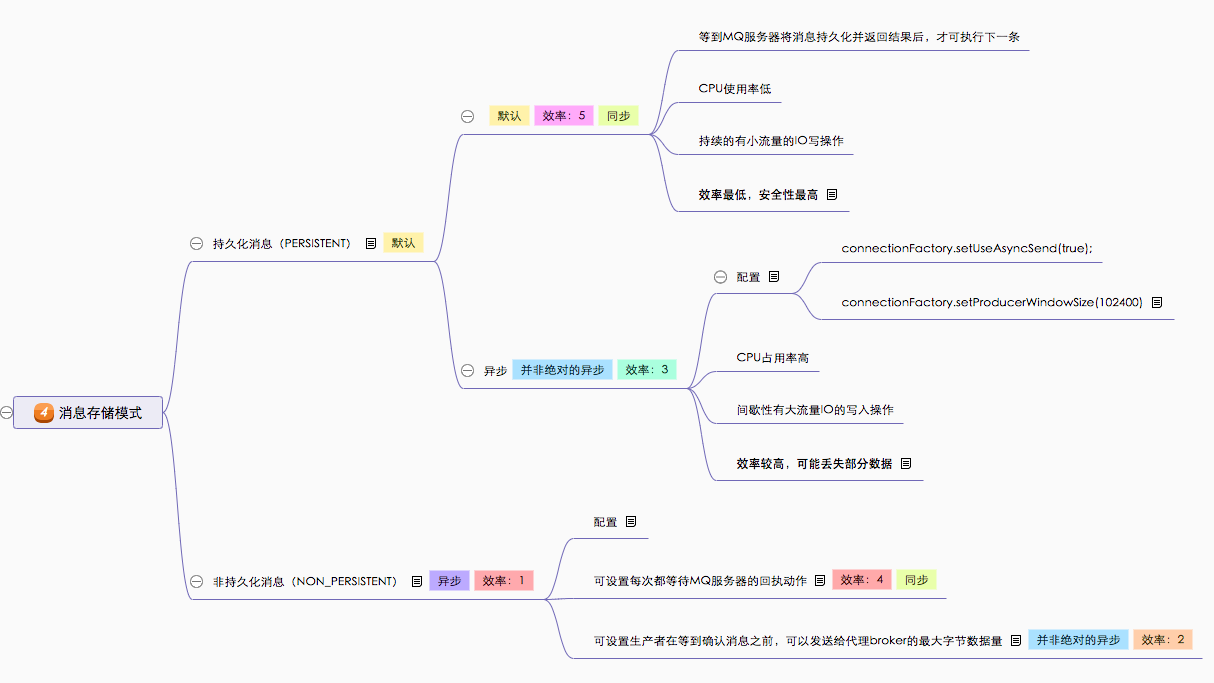 等到MQ服务器将消息持久化并返回结果后，才可执行下一条
CPU使用率低
默认 效率：5 同步
持续的有小流量的IO写操作
效率最低，安全性最高
持久化消息（PERSISTENT） 默认
connectionFactory.setUseAsyncSend(true);
配置
connectionFactory.setProducerWindowSize(102400)
CPU占用率高
异步 并非绝对的异步 效率：3
间歇性有大流量IO的写入操作
4 消息存储模式
效率较高，可能丢失部分数据
配置
非持久化消息（NON_PERSISTENT） 异步 效率：1
可设置每次都等待MQ服务器的回执动作 效率：4 同步
可设置生产者在等到确认消息之前，可以发送给代理broker的最大字节数据量 并非绝对的异步 效率：2